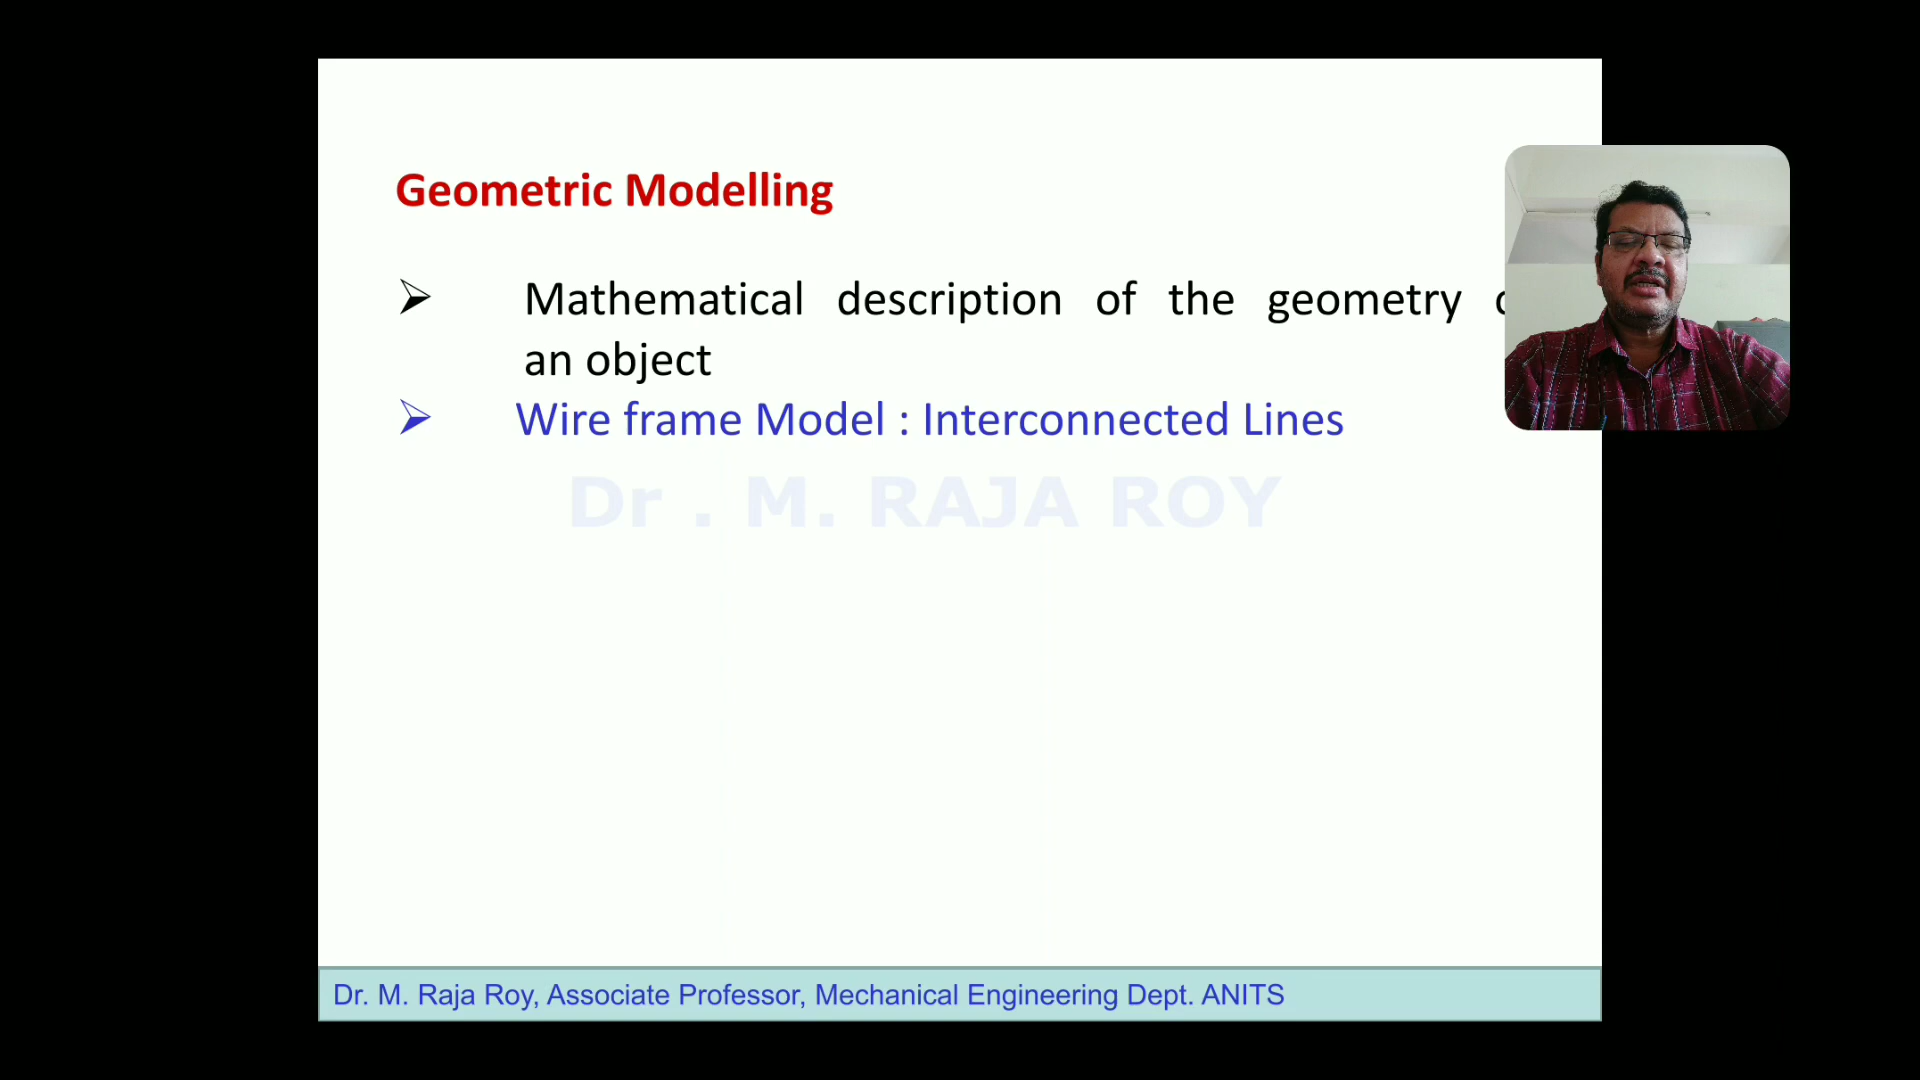 Geometric Modelling
Mathematical description of the geometry
an object
Wire frame Model : Interconnected Lines
Dr . M. RAJA ROY
Dr. M. Raja Roy, Associate Professor, Mechanical Engineering Dept. ANITS